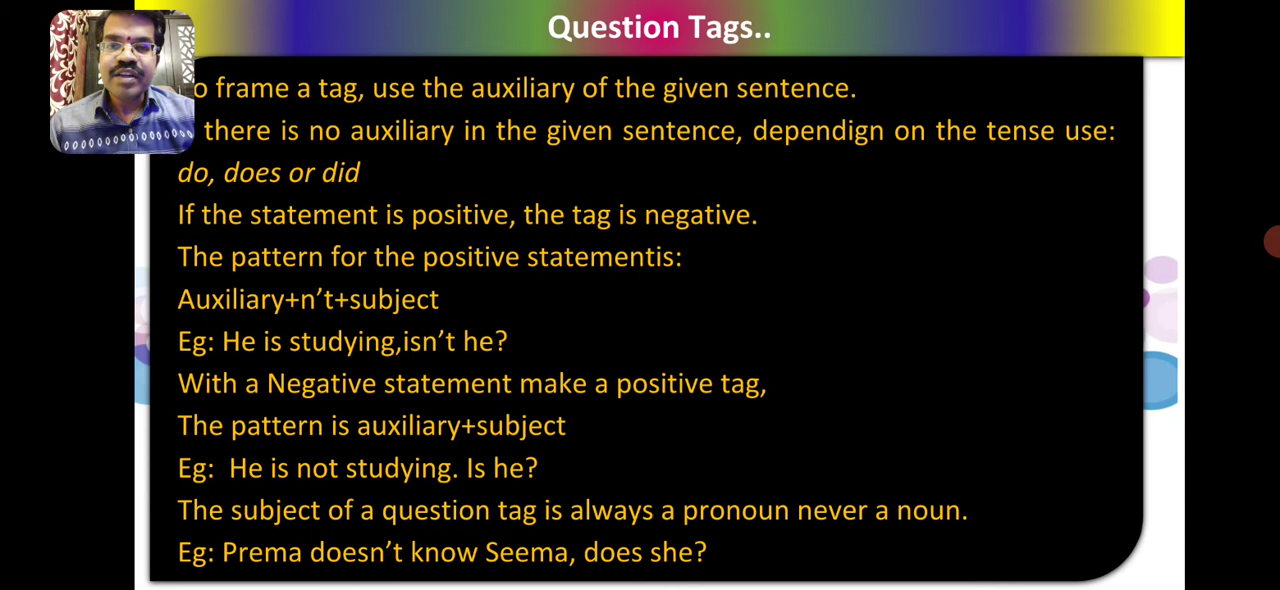 Question Tags..
o frame a tag, use the auxiliary of the given sentence.
there is no auxiliary in the given sentence, dependign on the tense use:
do, does or did
If the statement is positive, the tag is negative.
The pattern for the positive statementis:
Auxiliary+n’t+subject
Eg: He is studying,isn’t he?
With a Negative statement make a positive tag,
The pattern is auxiliary+subject
Eg:  He is not studying. Is he?
The subject of a question tag is always a pronoun never a noun.
Eg: Prema doesn’t know Seema, does she?